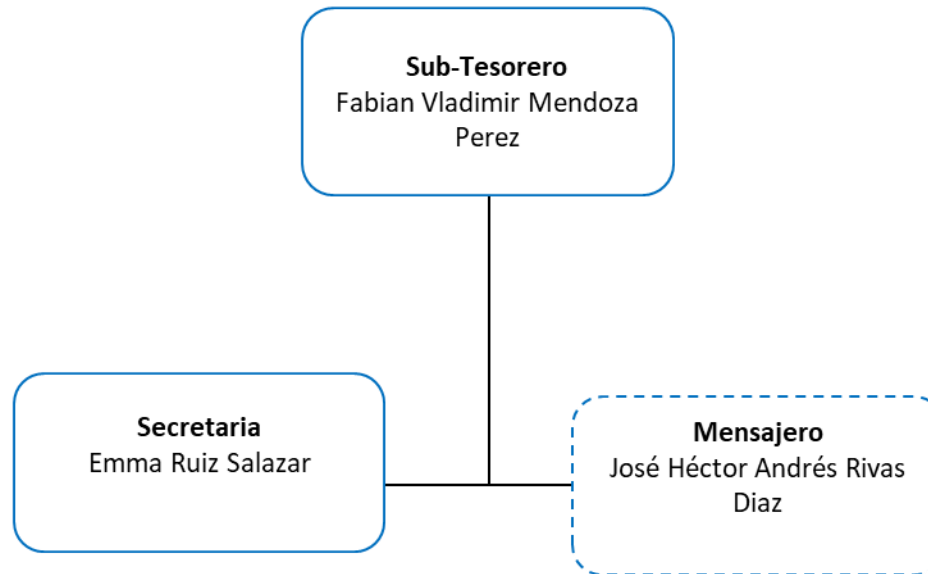 Sub-Tesorero
Fabian Vladimir Mendoza
Perez
Secretaria
Emma Ruiz Salazar
Mensajero
José Héctor Andrés Rivas
Diaz